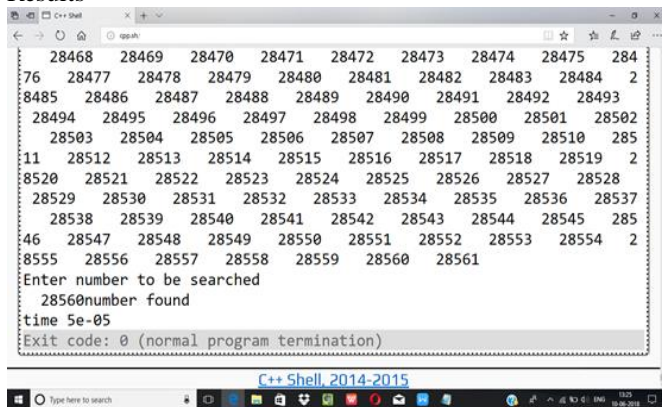 Results
C++ Shell
cpp.sh/
28468 28469 28470 28471 28472 28473 28474 28475 284
76 28477 28478 28479 28480 28481 28482 28483 28484 2
8485 28486 28487 28488 28489 28490 28491 28492 28493
28494 28495 28496 28497 28498 28499 28500 28501 28502
28503 28504 28505 28506 28507 28508 28509 28510 285
11 28512 28513 28514 28515 28516 28517 28518 28519 2
8520 28521 28522 28523 28524 28525 28526 28527 28528
28529 28530 28531 28532 28533 28534 28535 28536 28537
28538 28539 28540 28541 28542 28543 28544 28545 285
46 28547 28548 28549 28550 28551 28552 28553 28554 2
8555 28556 28557 28558 28559 28560 28561
Enter number to be searched
28560number found
time 5e-05
Exit code: 0 (normal program termination)
C++ Shell, 2014-2015
Type here to search
ENG
13:25
10-06-2018